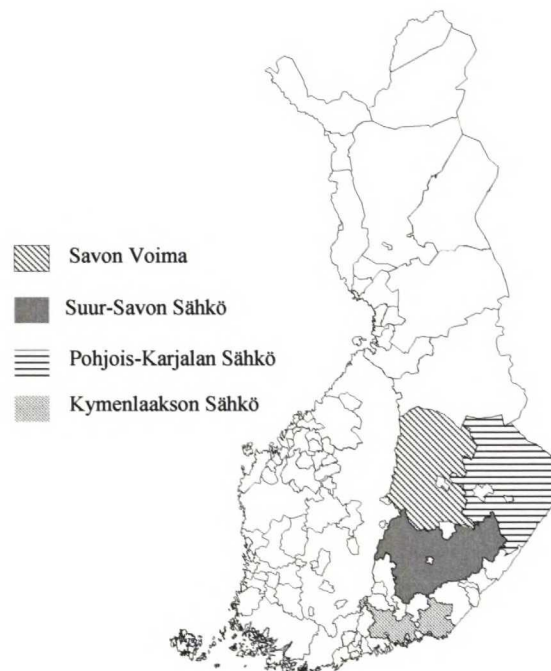 Savon Voima
Suur-Savon Sähkö
Pohjois-Karjalan Sähkö
Kymenlaakson Sähkö